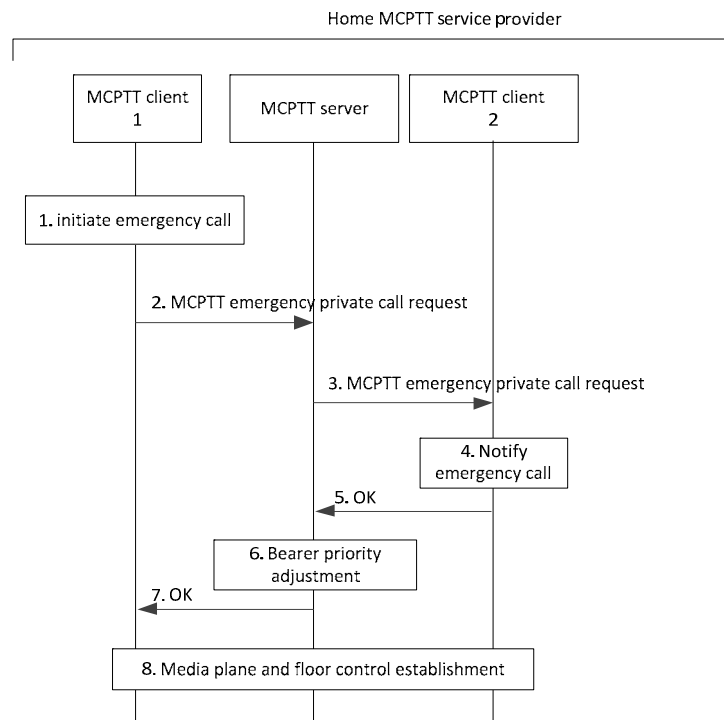 Home MCPTT service provider
MCPTT client
1
MCPTT server
MCPTT client
2
1. initiate emergency call
2. MCPTT emergency private call request
3. MCPTT emergency private call request
4. Notify
emergency call
5. OK
6. Bearer priority
adjustment
7. OK
8. Media plane and floor control establishment